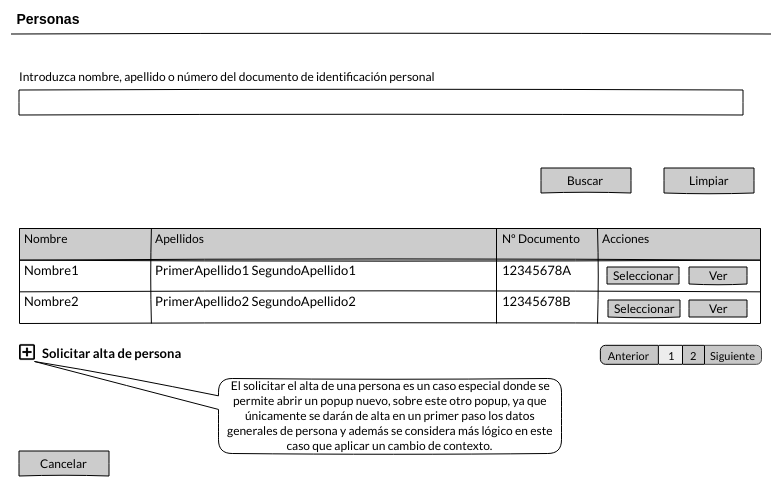 Personas
Introduzca nombre, apellido o número del documento de identificación personal
Buscar Limpiar
Nombre Apellidos Nº Documento Acciones
Nombre1 PrimerApellido1 SegundoApellido1 12345678A Seleccionar Ver
Nombre2 PrimerApellido2 SegundoApellido2 12345678B Seleccionar Ver
Solicitar alta de persona Anterior 1 2 Siguiente
El solicitar el alta de una persona es un caso especial donde se
permite abrir un popup nuevo, sobre este otro popup, ya que
únicamente se darán de alta en un primer paso los datos
generales de persona y además se considera más lógico en este
caso que aplicar un cambio de contexto.
Cancelar